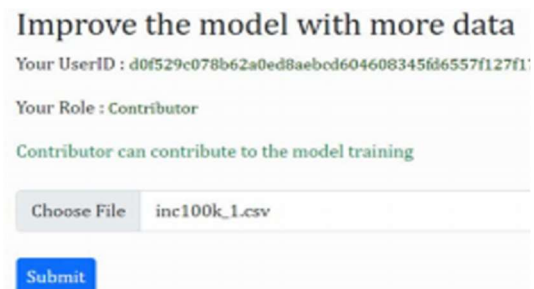 Improve the model with more data
Your UserID : d0f529c078b62a0ed8aebcd604608345fd6557f127f17
Your Role : Contributor
Contributor can contribute to the model training
Choose File inc100k_1.csv
Submit